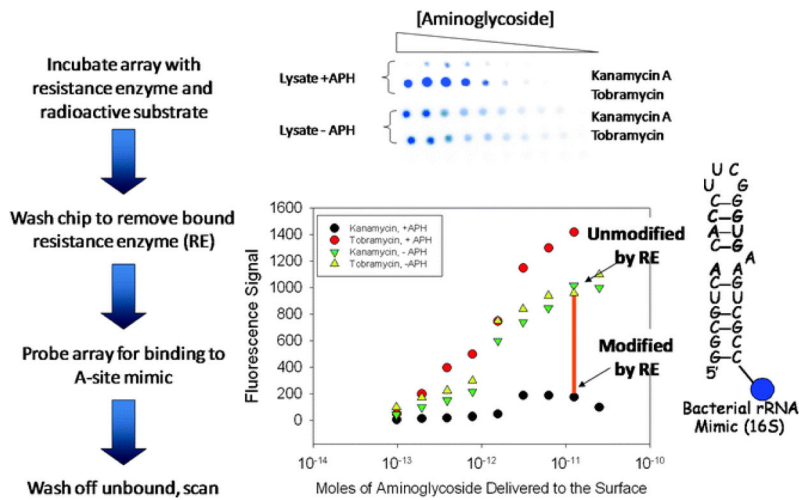 Incubate array with
resistance enzyme and
radioactive substrate
Wash chip to remove bound
resistance enzyme (RE)
Probe array for binding to
A-site mimic
Wash off unbound, scan
[Aminoglycoside]
Lysate +APH
Kanamycin A
Tobramycin
Lysate - APH
Kanamycin A
Tobramycin
Fluorescence Signal
1600
1400
1200
1000
800
600
400
200
0
Kanamycin, +APH
Tobramycin, + APH
Kanamycin, - APH
Tobramycin, -APH
Unmodified
by RE
Modified
by RE
10-14
10-13
10-12
10-11
10-10
Moles of Aminoglycoside Delivered to the Surface
U C
U G
C G
C G
A U
C G
A
A A
C G
U U
G C
C G
G C
G C
5'
Bacterial rRNA
Mimic (16S)